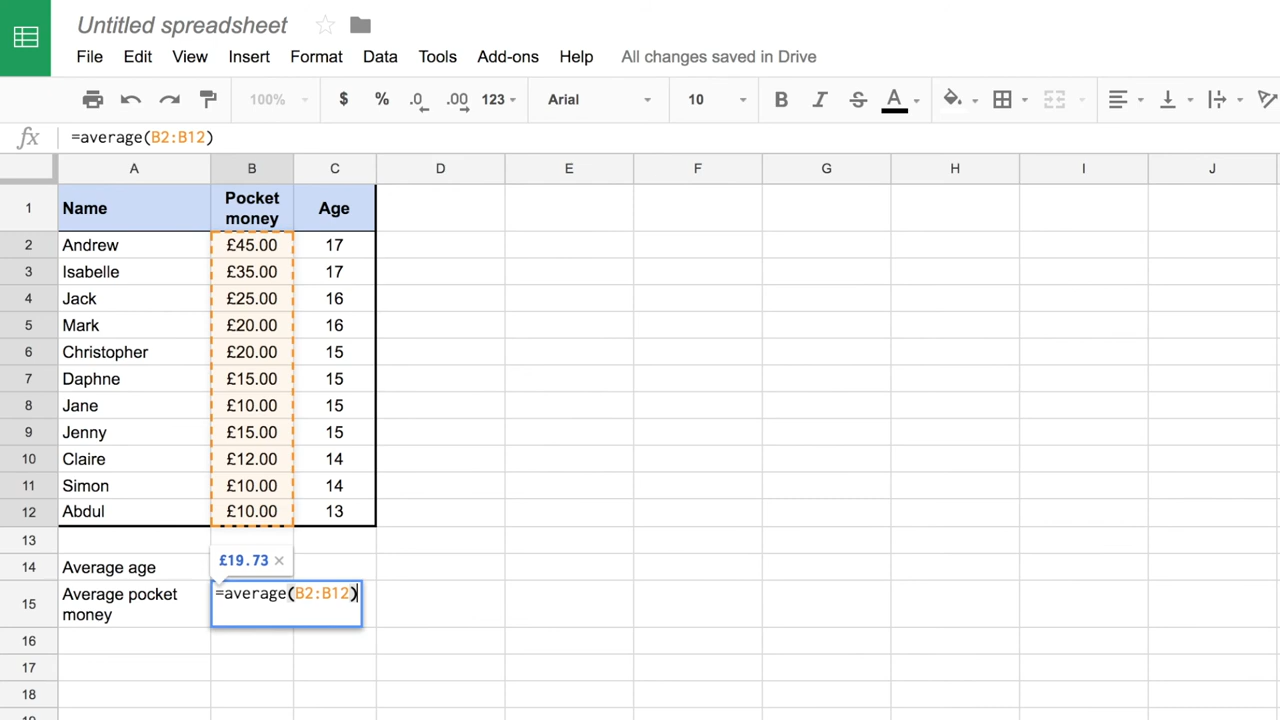 Untitled spreadsheet
File Edit View Insert Format Data Tools Add-ons Help All changes saved in Drive
100% $ % .0 .00 123 Arial 10 B I S A
fx =average(B2:B12)
A B C D E F G H I J
1 Name Pocket money Age
2 Andrew £45.00 17
3 Isabelle £35.00 17
4 Jack £25.00 16
5 Mark £20.00 16
6 Christopher £20.00 15
7 Daphne £15.00 15
8 Jane £10.00 15
9 Jenny £15.00 15
10 Claire £12.00 14
11 Simon £10.00 14
12 Abdul £10.00 13
13
£19.73 ×
14 Average age
15 Average pocket money =average(B2:B12)
16
17
18
19